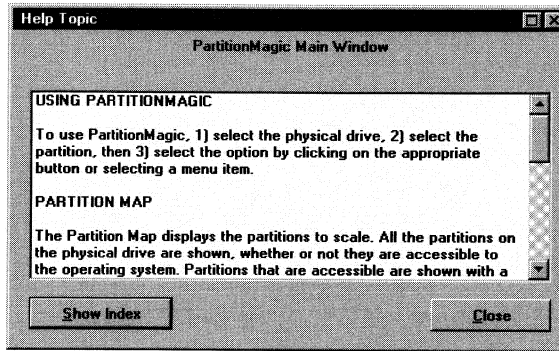 Help Topic
PartitionMagic Main Window
USING PARTITIONMAGIC
To use PartitionMagic, 1) select the physical drive, 2) select the
partition, then 3) select the option by clicking on the appropriate
button or selecting a menu item.
PARTITION MAP
The Partition Map displays the partitions to scale. All the partitions on
the physical drive are shown, whether or not they are accessible to
the operating system. Partitions that are accessible are shown with a
Show Index
Close